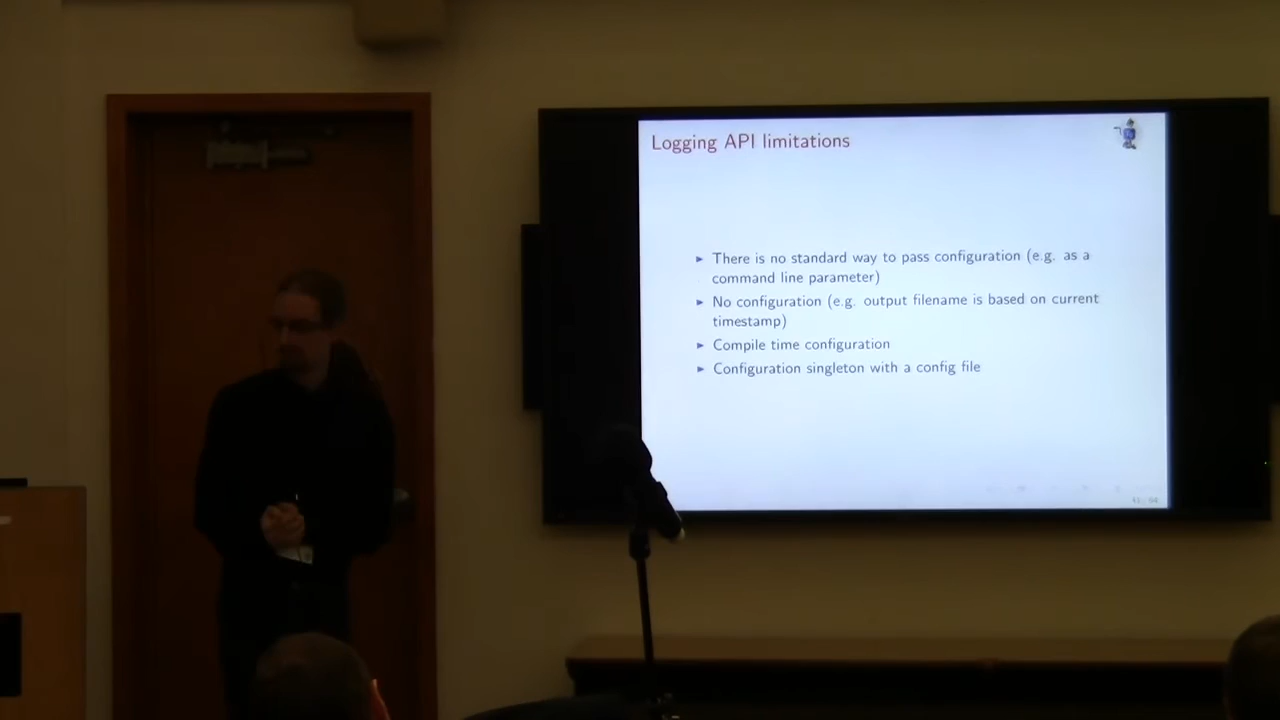 Logging API limitations
► There is no standard way to pass configuration (e.g. as a
command line parameter)
► No configuration (e.g. output filename is based on current
timestamp)
► Compile time configuration
► Configuration singleton with a config file